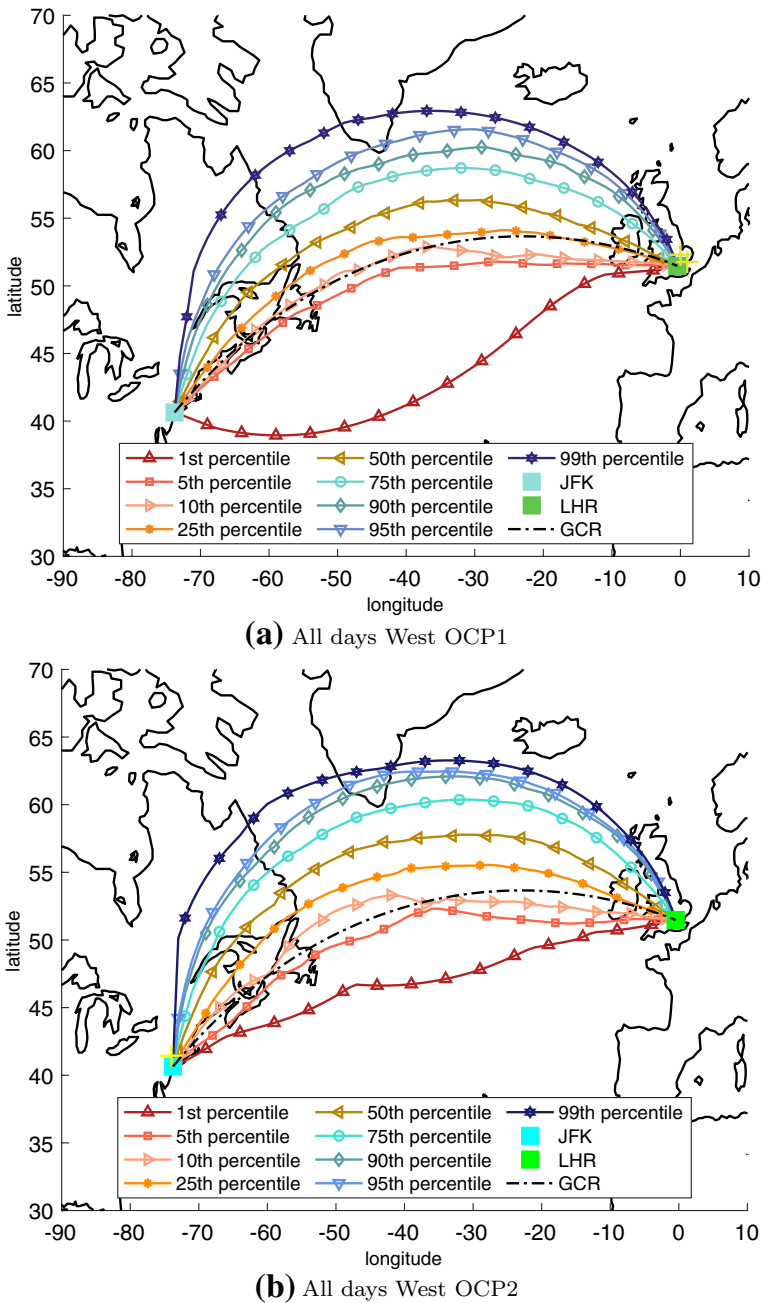 70
65
60
55
50
45
40
35
30
latitude
1st percentile
5th percentile
10th percentile
25th percentile
50th percentile
75th percentile
90th percentile
95th percentile
99th percentile
JFK
LHR
GCR
-90 -80 -70 -60 -50 -40 -30 -20 -10 0 10
longitude
(a) All days West OCP1
70
65
60
55
50
45
40
35
30
latitude
1st percentile
5th percentile
10th percentile
25th percentile
50th percentile
75th percentile
90th percentile
95th percentile
99th percentile
JFK
LHR
GCR
-90 -80 -70 -60 -50 -40 -30 -20 -10 0 10
longitude
(b) All days West OCP2